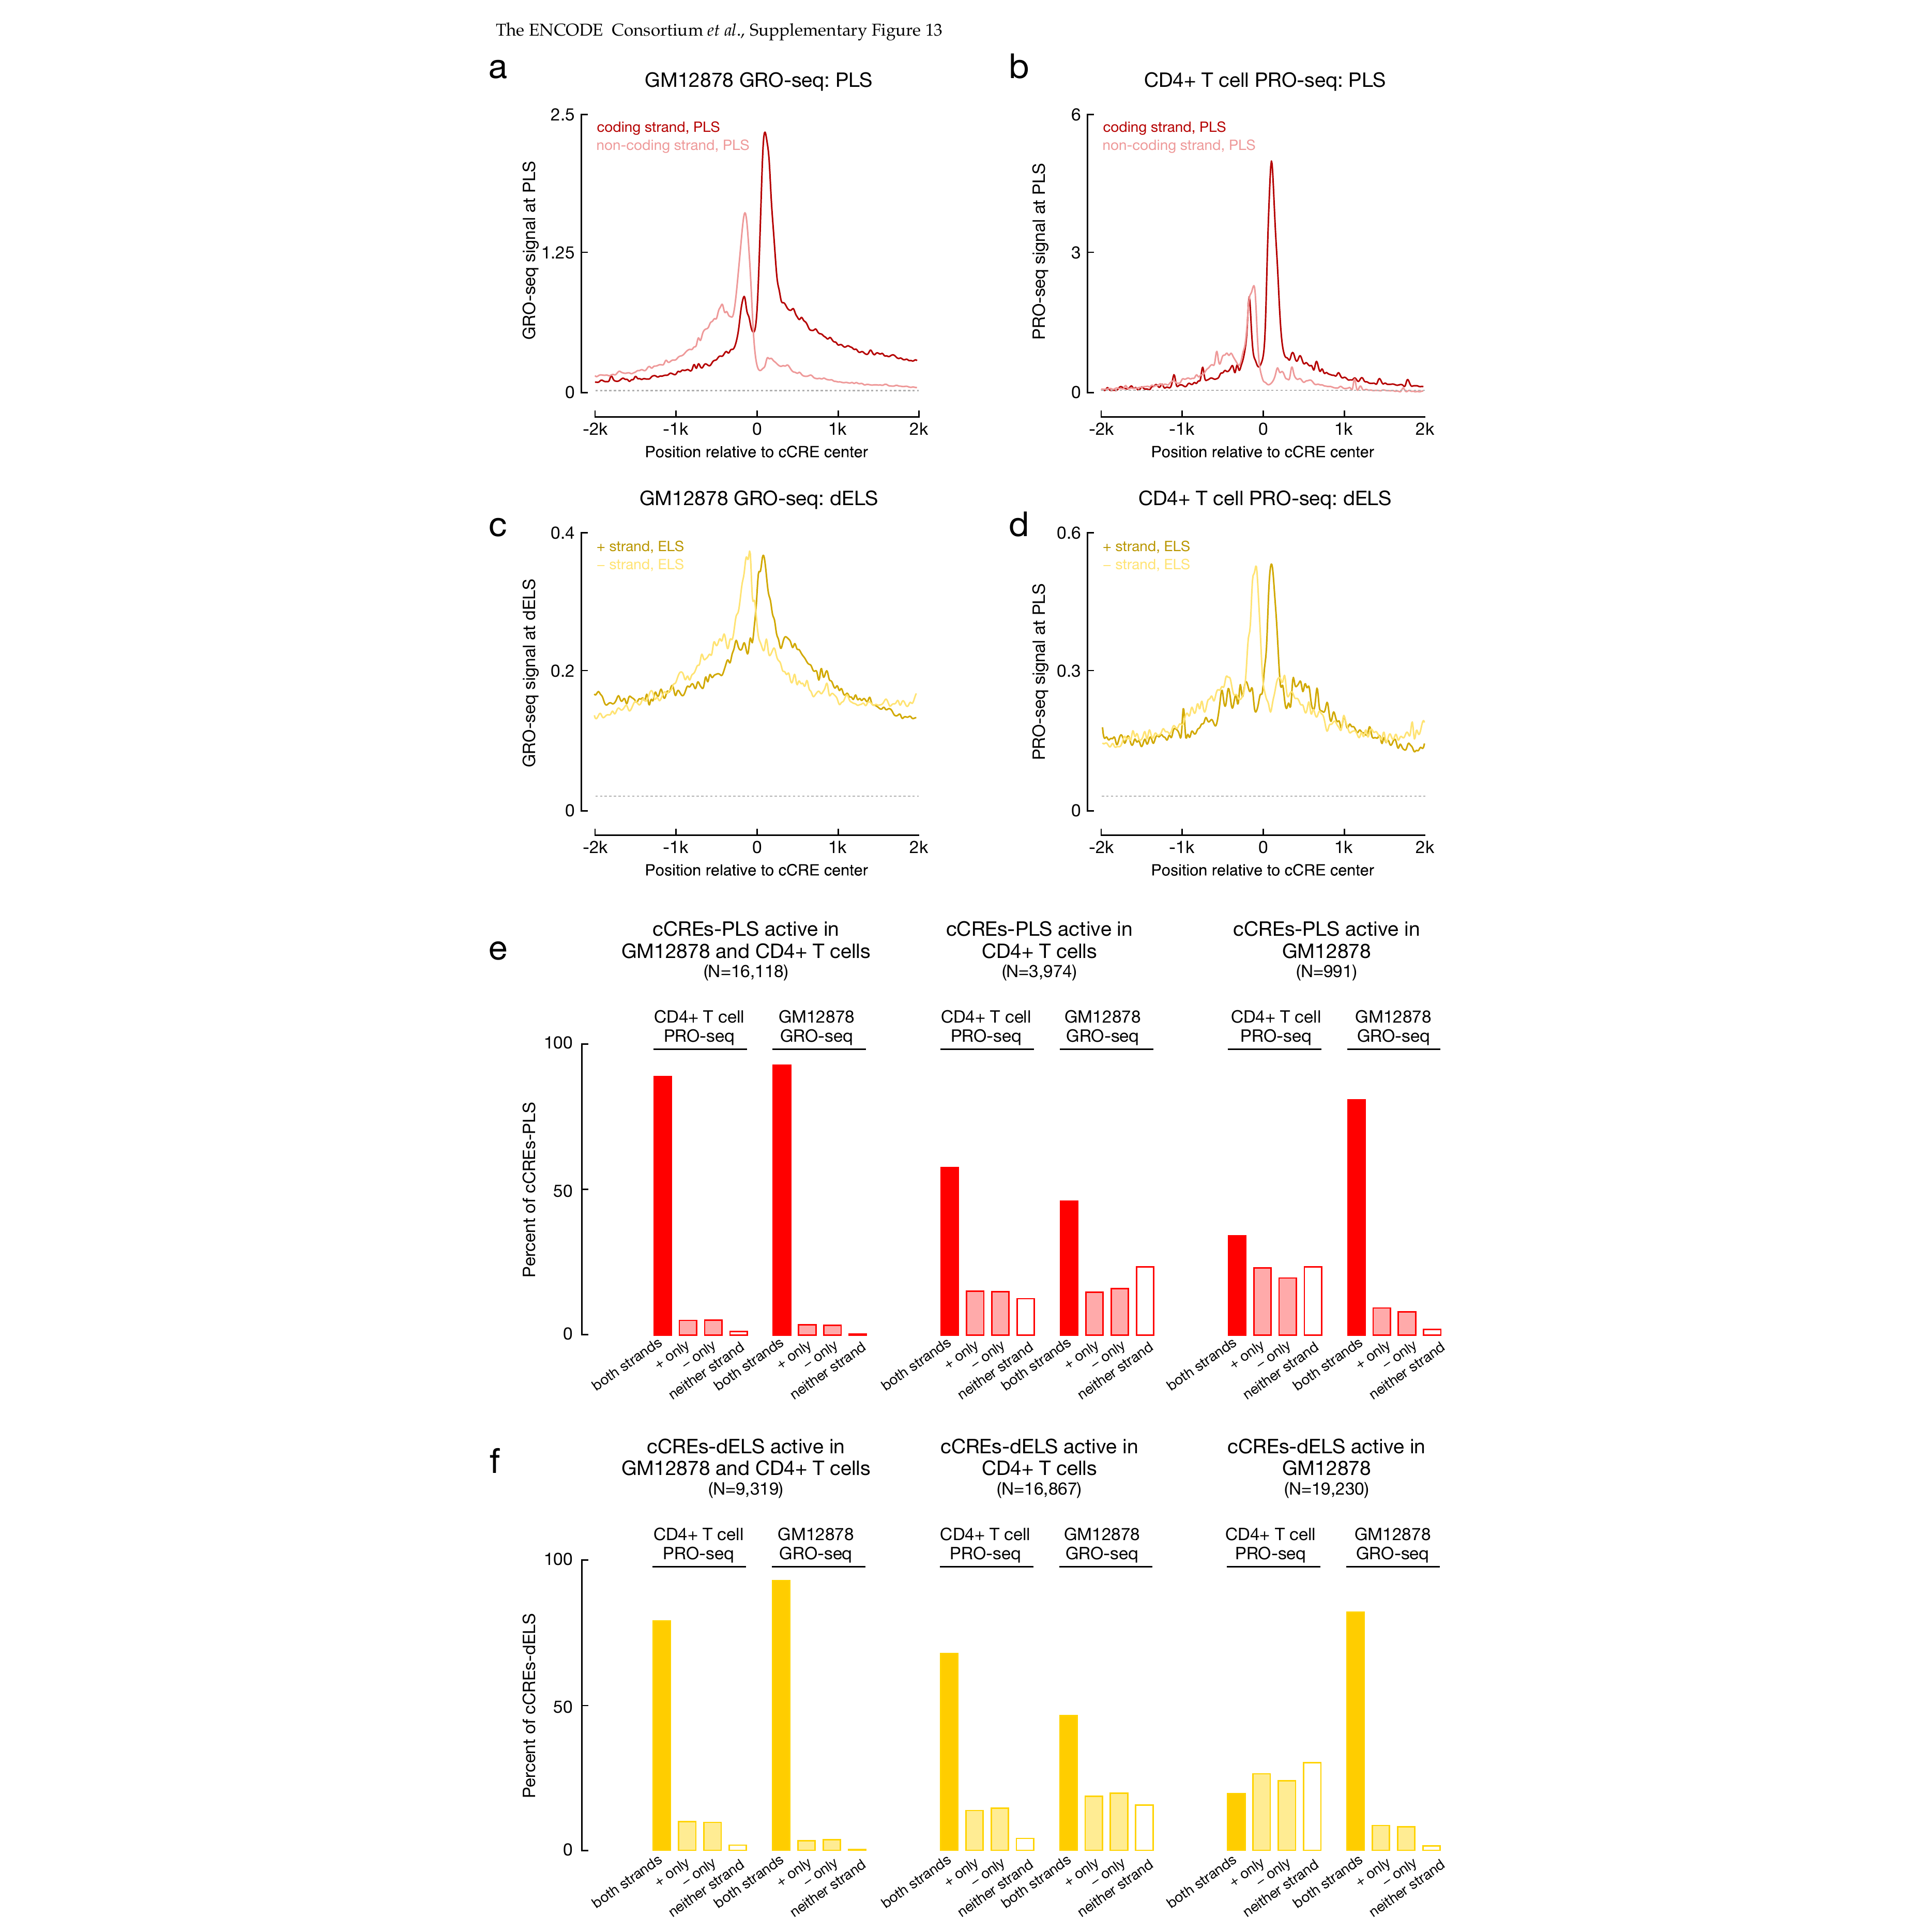 The ENCODE Consortium et al., Supplementary Figure 13
a
GM12878 GRO-seq: PLS
coding strand, PLS
non-coding strand, PLS
GRO-seq signal at PLS
2.5
1.25
0
-2k -1k 0 1k 2k
Position relative to cCRE center
b
CD4+ T cell PRO-seq: PLS
coding strand, PLS
non-coding strand, PLS
PRO-seq signal at PLS
6
3
0
-2k -1k 0 1k 2k
Position relative to cCRE center
c
GM12878 GRO-seq: dELS
+ strand, ELS
– strand, ELS
GRO-seq signal at dELS
0.4
0.2
0
-2k -1k 0 1k 2k
Position relative to cCRE center
d
CD4+ T cell PRO-seq: dELS
+ strand, ELS
– strand, ELS
PRO-seq signal at PLS
0.6
0.3
0
-2k -1k 0 1k 2k
Position relative to cCRE center
e
Percent of cCREs-PLS
100
50
0
cCREs-PLS active in
GM12878 and CD4+ T cells
(N=16,118)
CD4+ T cell
PRO-seq
GM12878
GRO-seq
both strands
+ only
– only
neither strand
both strands
+ only
– only
neither strand
cCREs-PLS active in
CD4+ T cells
(N=3,974)
CD4+ T cell
PRO-seq
GM12878
GRO-seq
both strands
+ only
– only
neither strand
both strands
+ only
– only
neither strand
cCREs-PLS active in
GM12878
(N=991)
CD4+ T cell
PRO-seq
GM12878
GRO-seq
both strands
+ only
– only
neither strand
both strands
+ only
– only
neither strand
f
Percent of cCREs-dELS
100
50
0
cCREs-dELS active in
GM12878 and CD4+ T cells
(N=9,319)
CD4+ T cell
PRO-seq
GM12878
GRO-seq
both strands
+ only
– only
neither strand
both strands
+ only
– only
neither strand
cCREs-dELS active in
CD4+ T cells
(N=16,867)
CD4+ T cell
PRO-seq
GM12878
GRO-seq
both strands
+ only
– only
neither strand
both strands
+ only
– only
neither strand
cCREs-dELS active in
GM12878
(N=19,230)
CD4+ T cell
PRO-seq
GM12878
GRO-seq
both strands
+ only
– only
neither strand
both strands
+ only
– only
neither strand